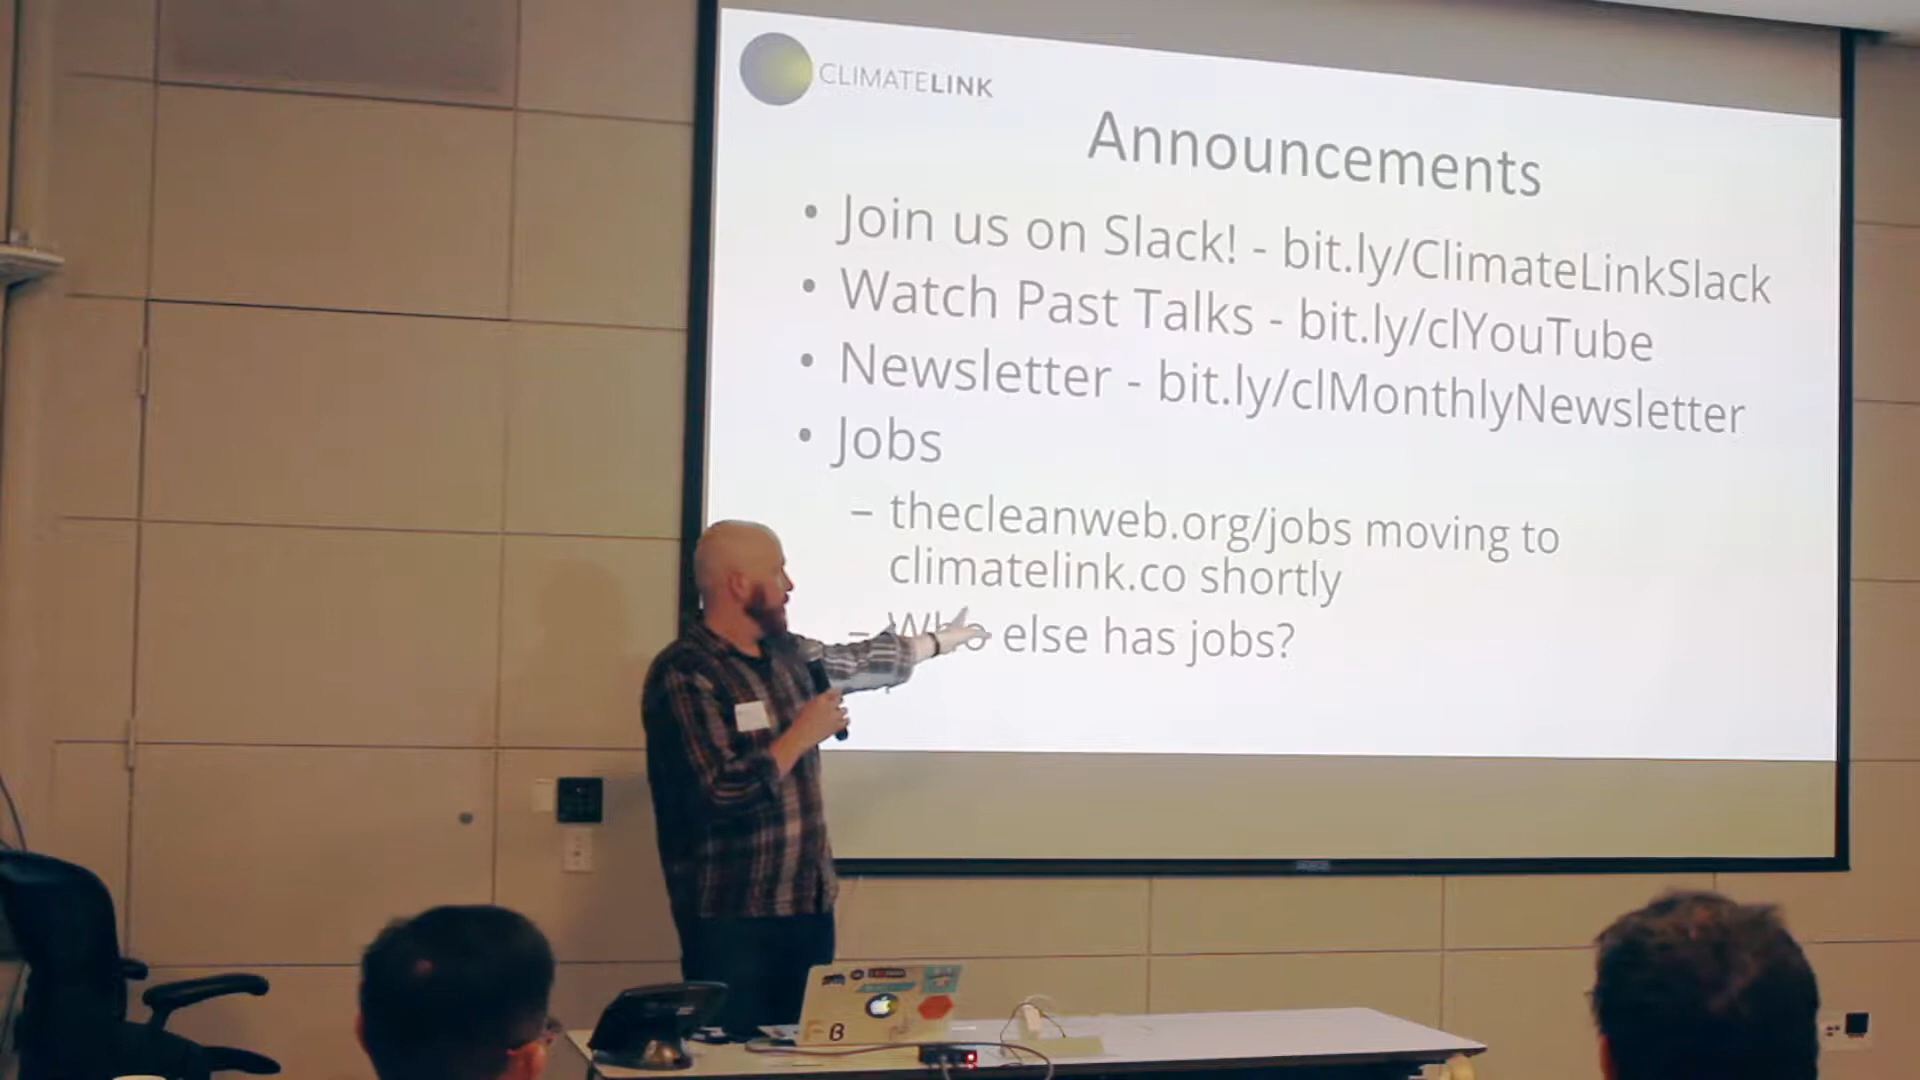 CLIMATELINK
Announcements
• Join us on Slack! - bit.ly/ClimateLinkSlack
• Watch Past Talks - bit.ly/clYouTube
• Newsletter - bit.ly/clMonthlyNewsletter
• Jobs
– thecleanweb.org/jobs moving to
climatelink.co shortly
– Who else has jobs?